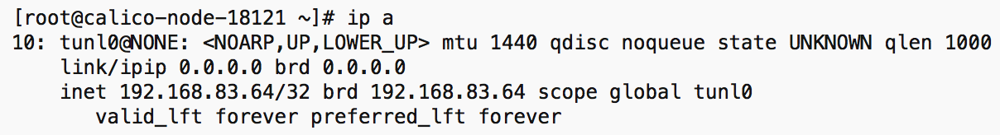 [root@calico-node-18121 ~]# ip a
10: tunl0@NONE: <NOARP,UP,LOWER_UP> mtu 1440 qdisc noqueue state UNKNOWN qlen 1000
    link/ipip 0.0.0.0 brd 0.0.0.0
    inet 192.168.83.64/32 brd 192.168.83.64 scope global tunl0
       valid_lft forever preferred_lft forever